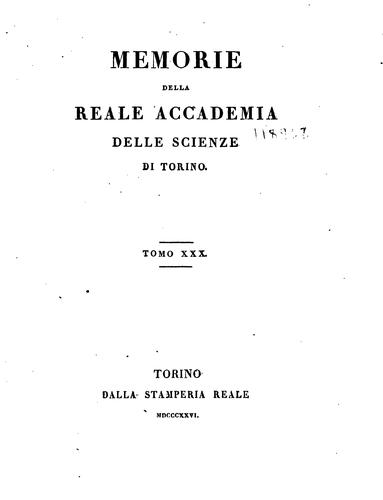 MEMORIE
DELLA
REALE ACCADEMIA
DELLE SCIENZE
DI TORINO.
TOMO XXX.
TORINO
DALLA STAMPERIA REALE
MDCCCXXVI.